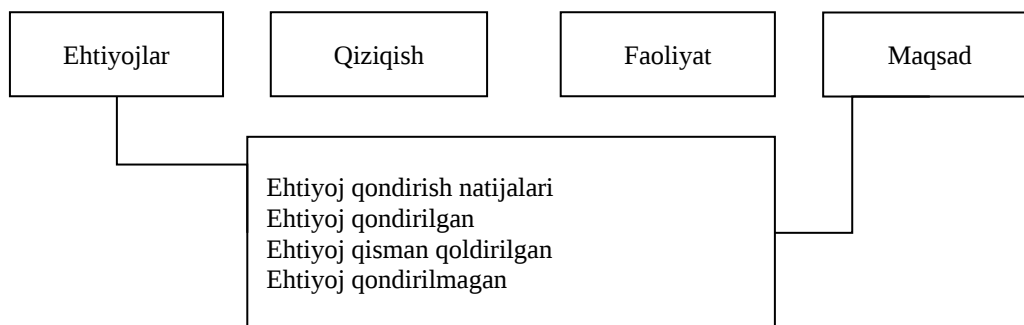 Ehtiyojlar
Qiziqish
Faoliyat
Maqsad
Ehtiyoj qondirish natijalari
Ehtiyoj qondirilgan
Ehtiyoj qisman qoldirilgan
Ehtiyoj qondirilmagan